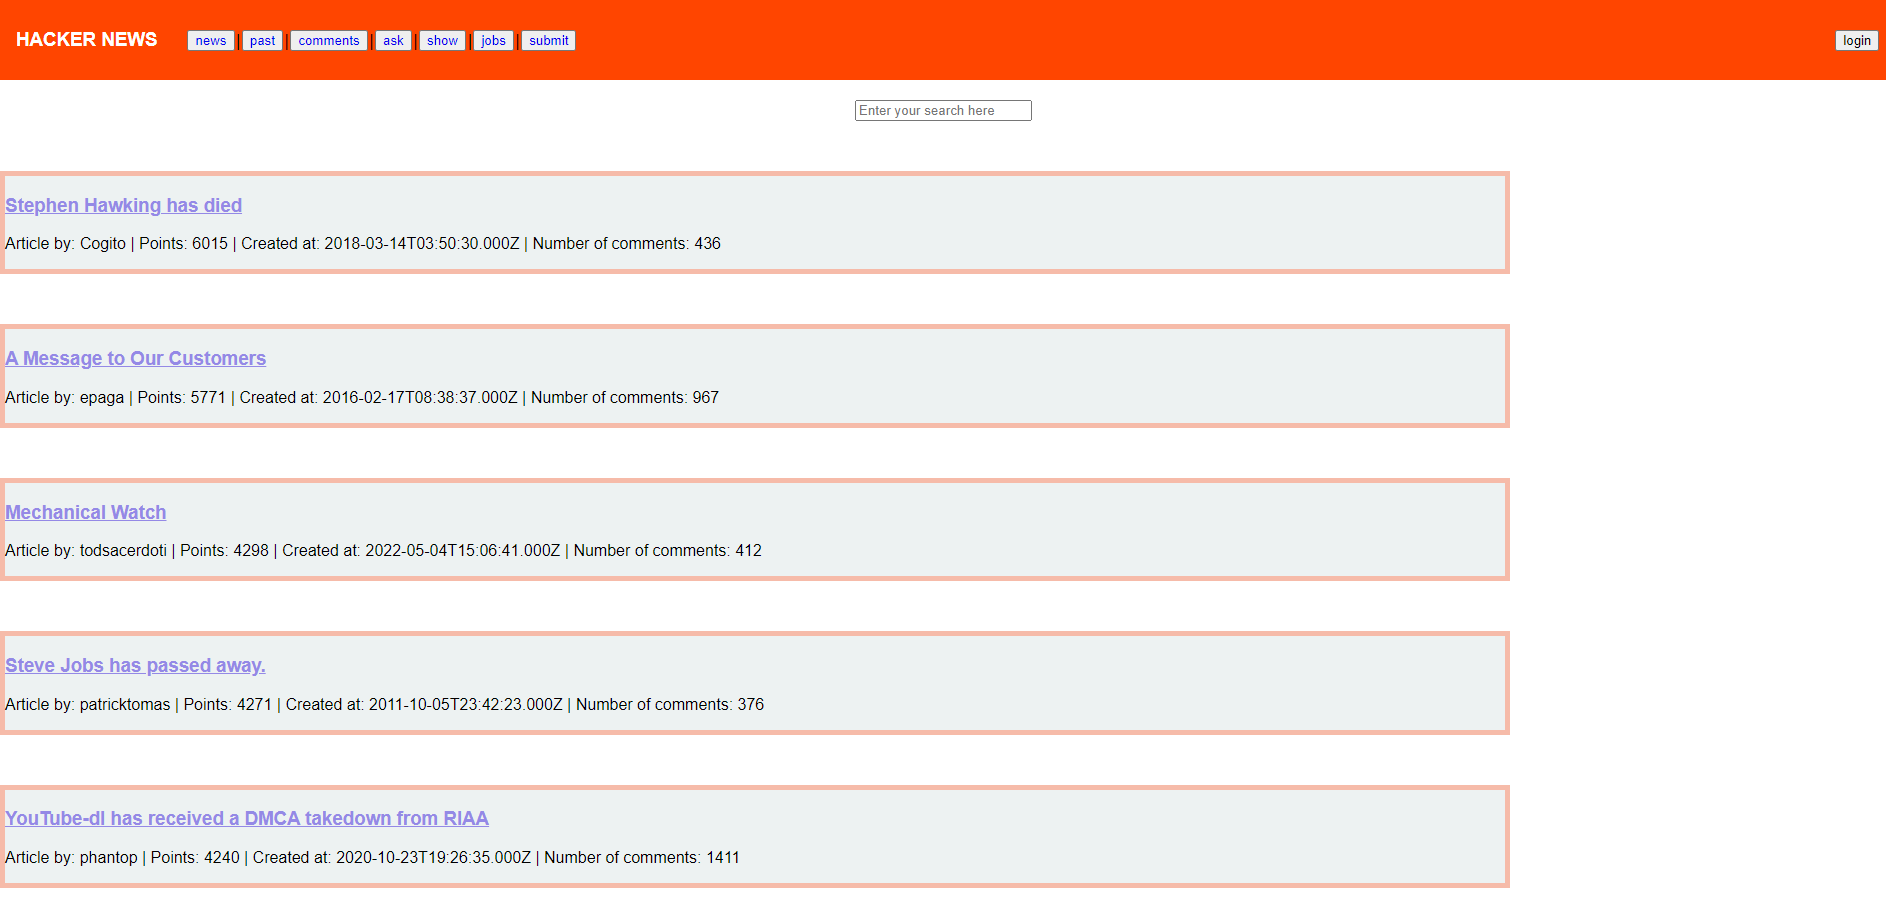 HACKER NEWS news | past | comments | ask | show | jobs | submit login
Enter your search here
Stephen Hawking has died
Article by: Cogito | Points: 6015 | Created at: 2018-03-14T03:50:30.000Z | Number of comments: 436
A Message to Our Customers
Article by: epaga | Points: 5771 | Created at: 2016-02-17T08:38:37.000Z | Number of comments: 967
Mechanical Watch
Article by: todsacerdoti | Points: 4298 | Created at: 2022-05-04T15:06:41.000Z | Number of comments: 412
Steve Jobs has passed away.
Article by: patricktomas | Points: 4271 | Created at: 2011-10-05T23:42:23.000Z | Number of comments: 376
YouTube-dl has received a DMCA takedown from RIAA
Article by: phantop | Points: 4240 | Created at: 2020-10-23T19:26:35.000Z | Number of comments: 1411